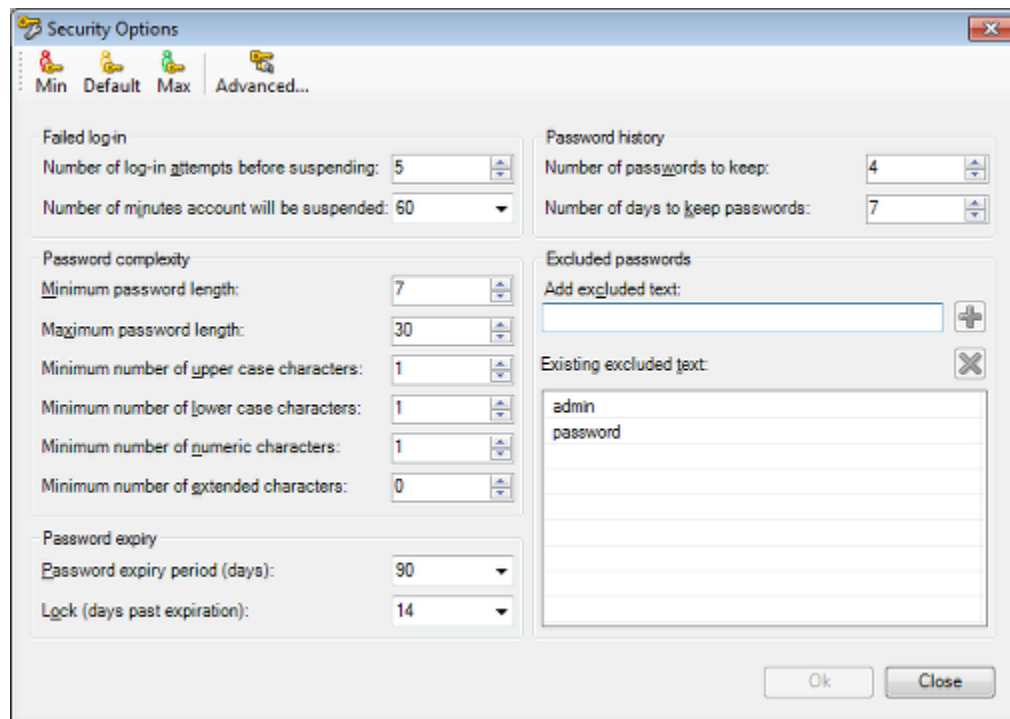 Security Options
Min Default Max Advanced...
Failed log-in
Number of log-in attempts before suspending: 5
Number of minutes account will be suspended: 60
Password complexity
Minimum password length: 7
Maximum password length: 30
Minimum number of upper case characters: 1
Minimum number of lower case characters: 1
Minimum number of numeric characters: 1
Minimum number of extended characters: 0
Password expiry
Password expiry period (days): 90
Lock (days past expiration): 14
Password history
Number of passwords to keep: 4
Number of days to keep passwords: 7
Excluded passwords
Add excluded text:
Existing excluded text:
admin
password
Ok Close